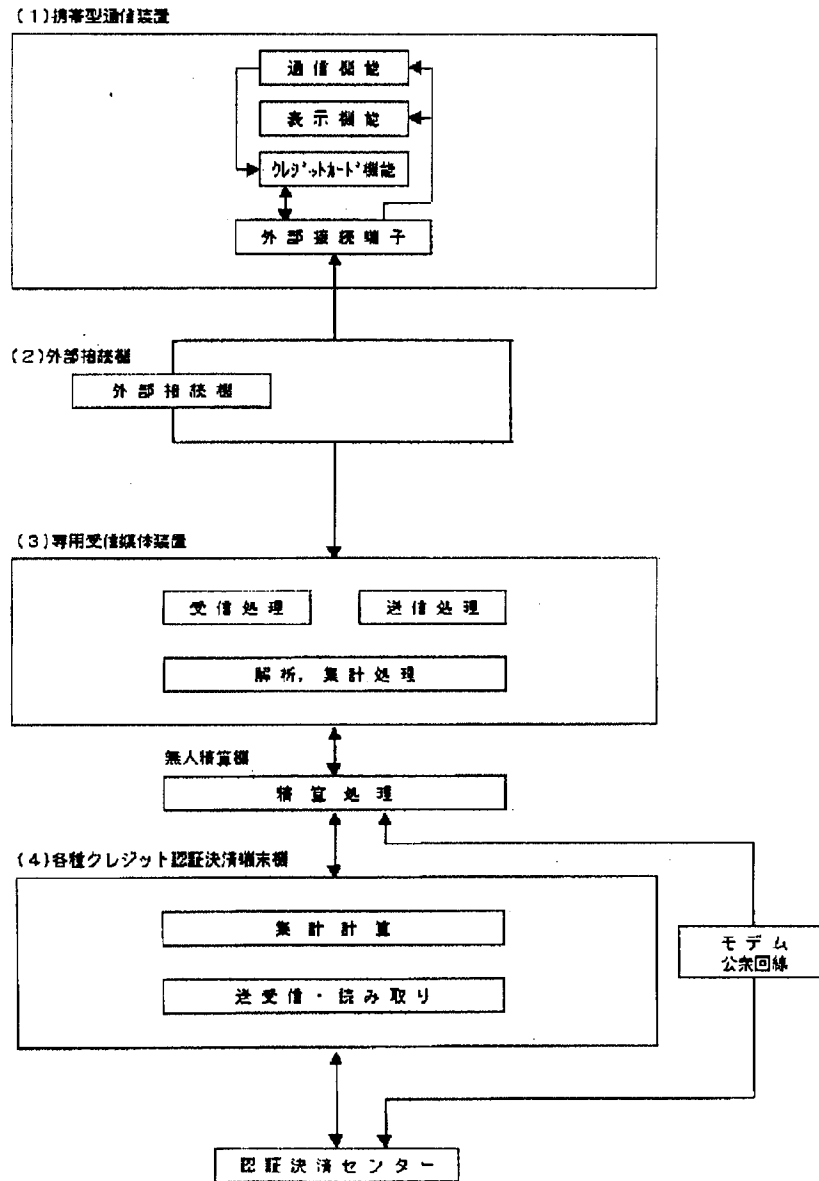 (1)携帯型通信装置
通信機能
表示機能
クレジットカード機能
外部接続端子
(2)外部接続機
外部接続機
(3)専用受信媒体装置
受信処理
送信処理
解析，集計処理
無人精算機
精算処理
(4)各種クレジット認証決済端末機
集計計算
モデム
公衆回線
送受信・読み取り
認証決済センター